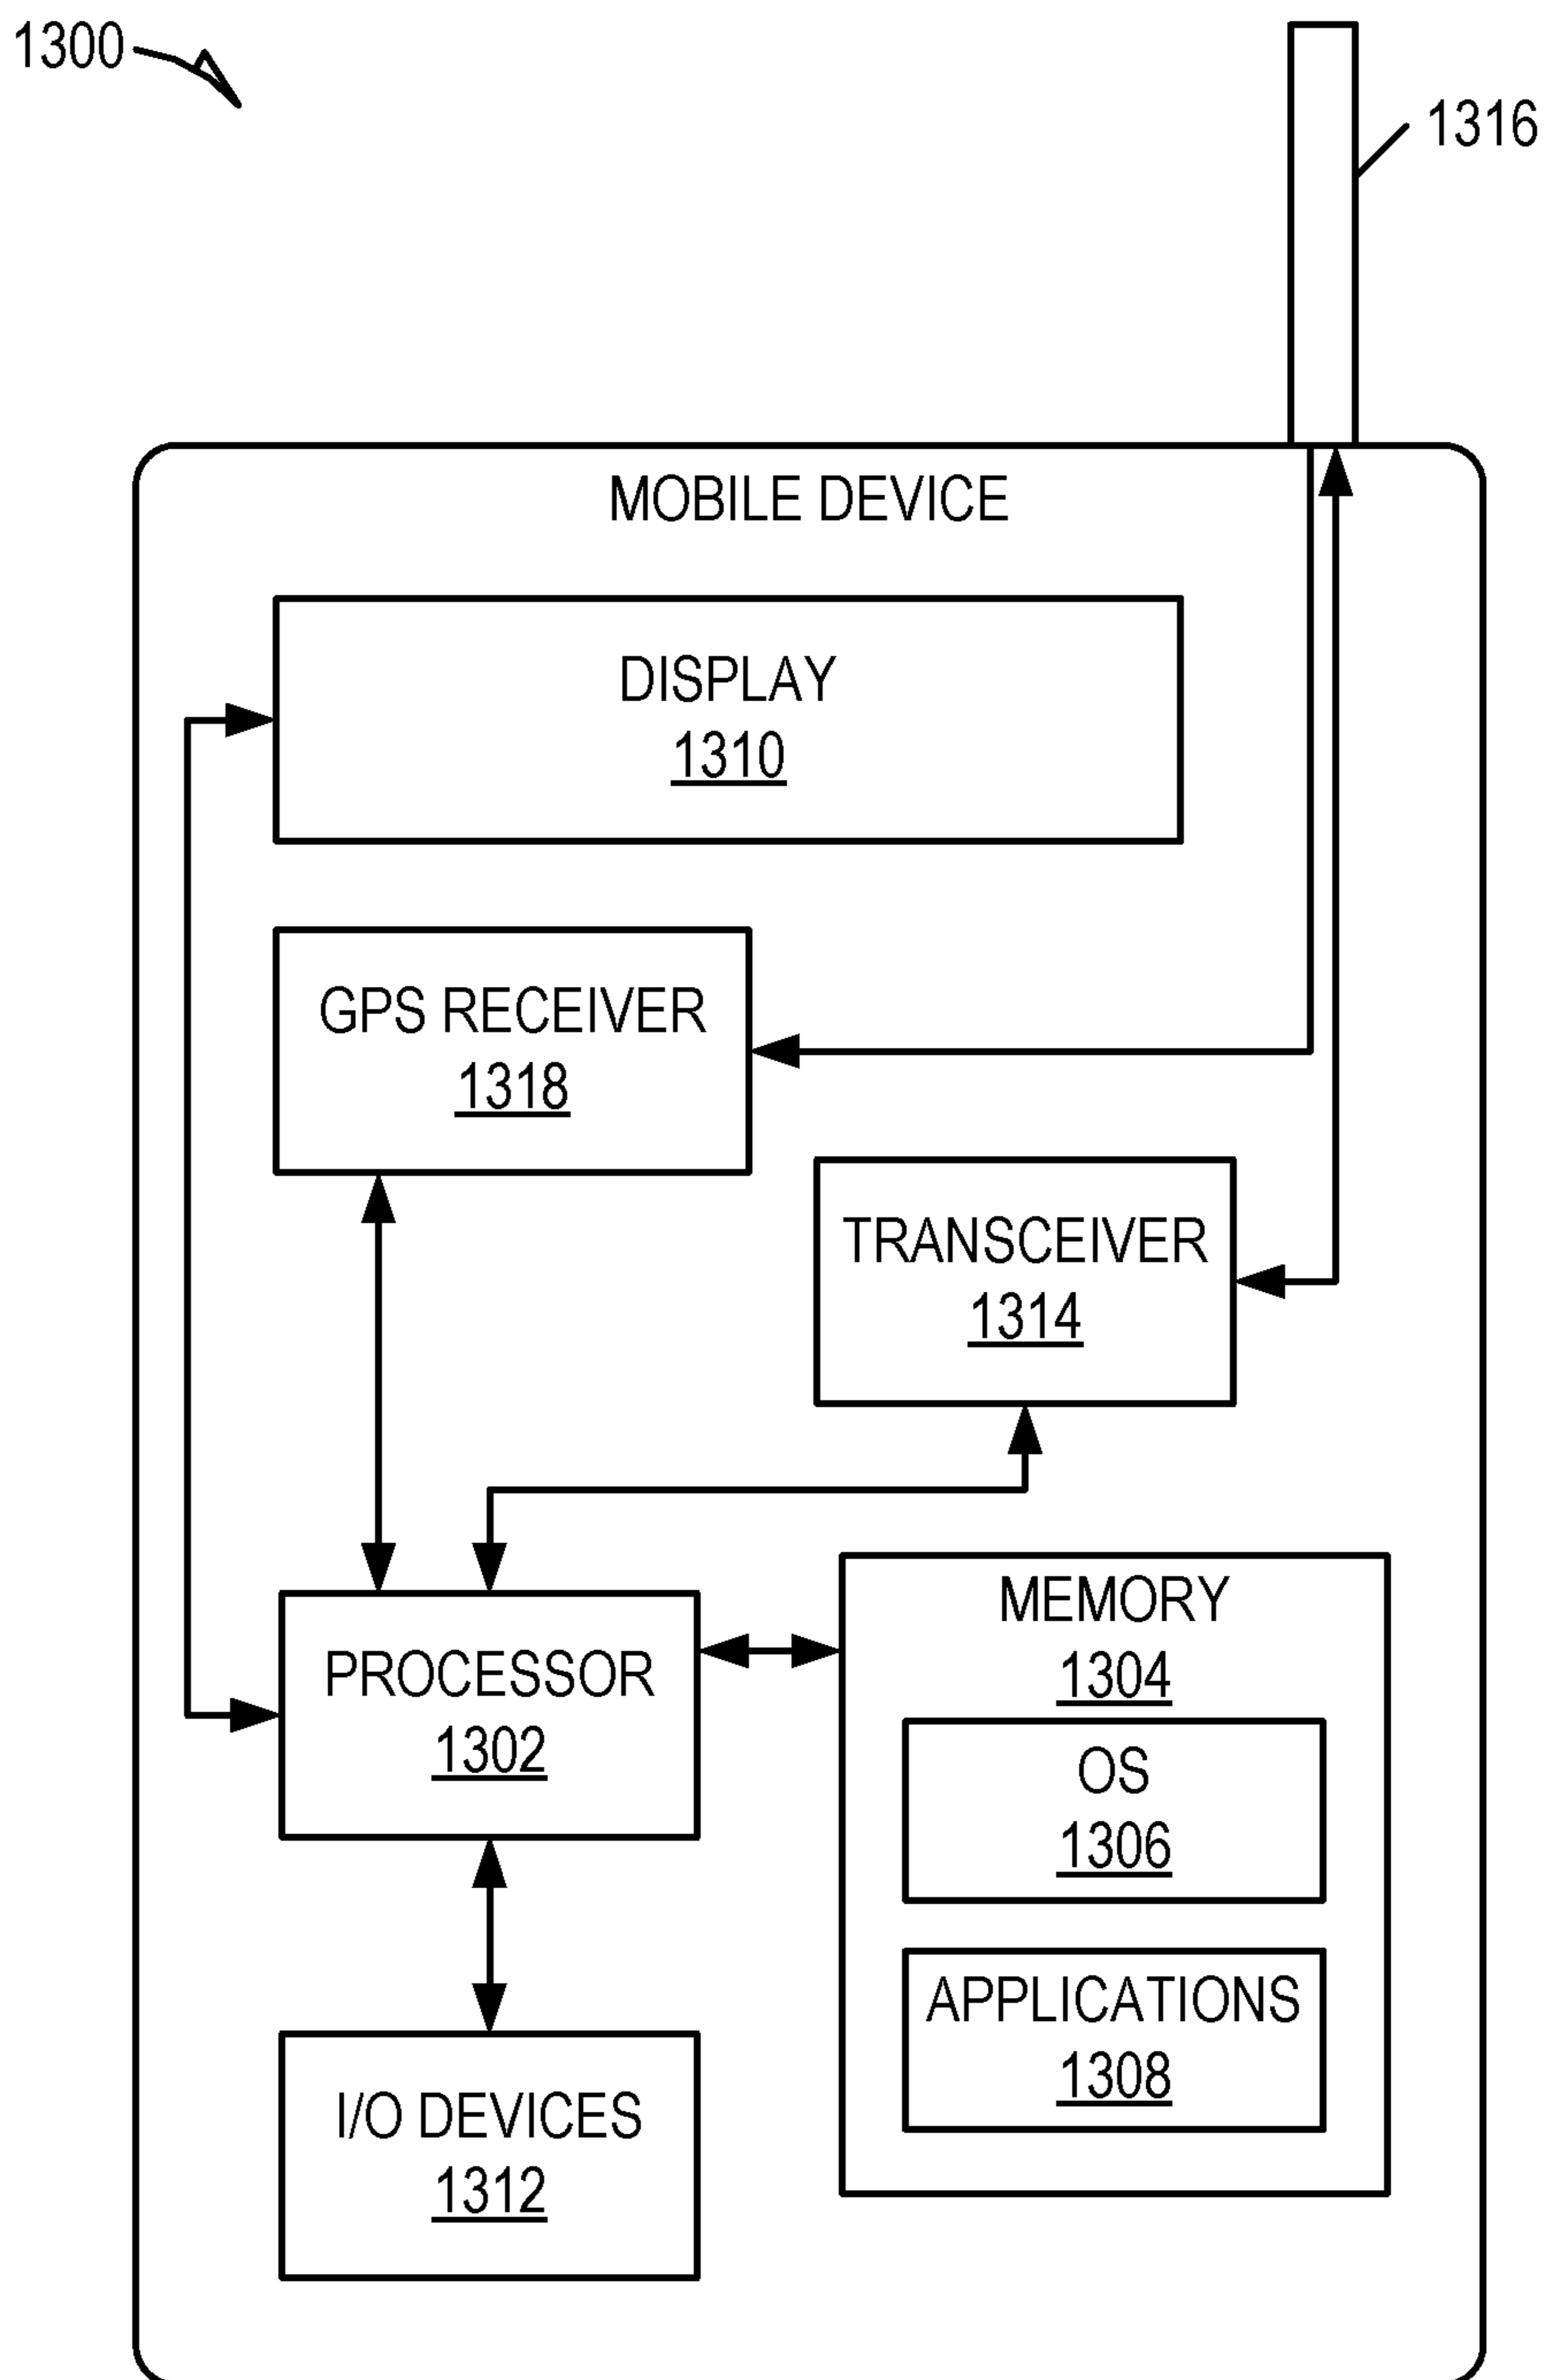 1300
1316
MOBILE DEVICE
DISPLAY
1310
GPS RECEIVER
1318
TRANSCEIVER
1314
MEMORY
1304
PROCESSOR
1302
OS
1306
APPLICATIONS
1308
I/O DEVICES
1312